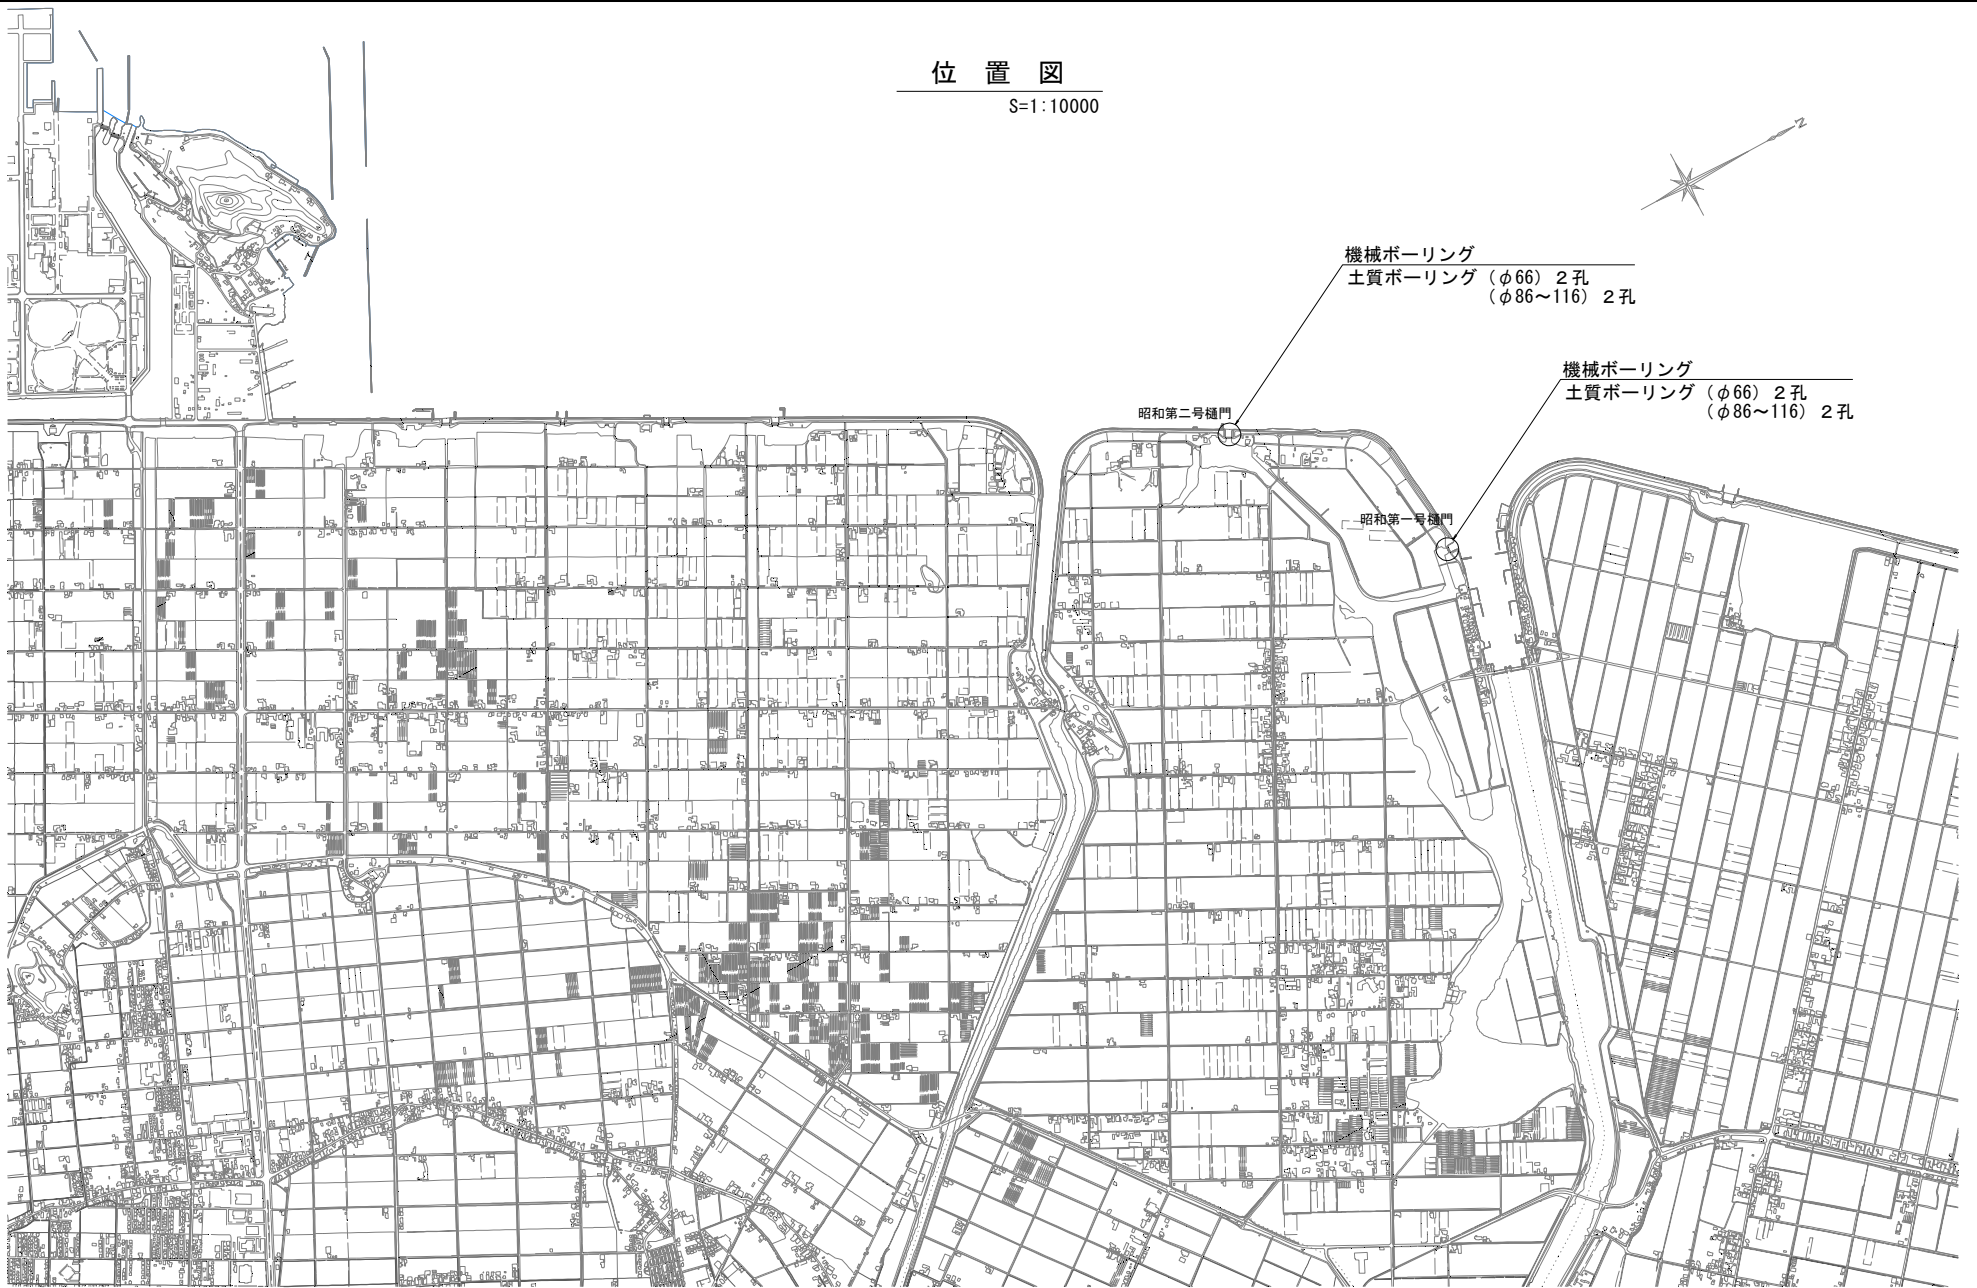 位 置 図
S=1:10000
N
機械ボーリング
土質ボーリング（φ66）２孔
（φ86～116）２孔
機械ボーリング
土質ボーリング（φ66）２孔
（φ86～116）２孔
昭和第二号樋門
昭和第一号樋門